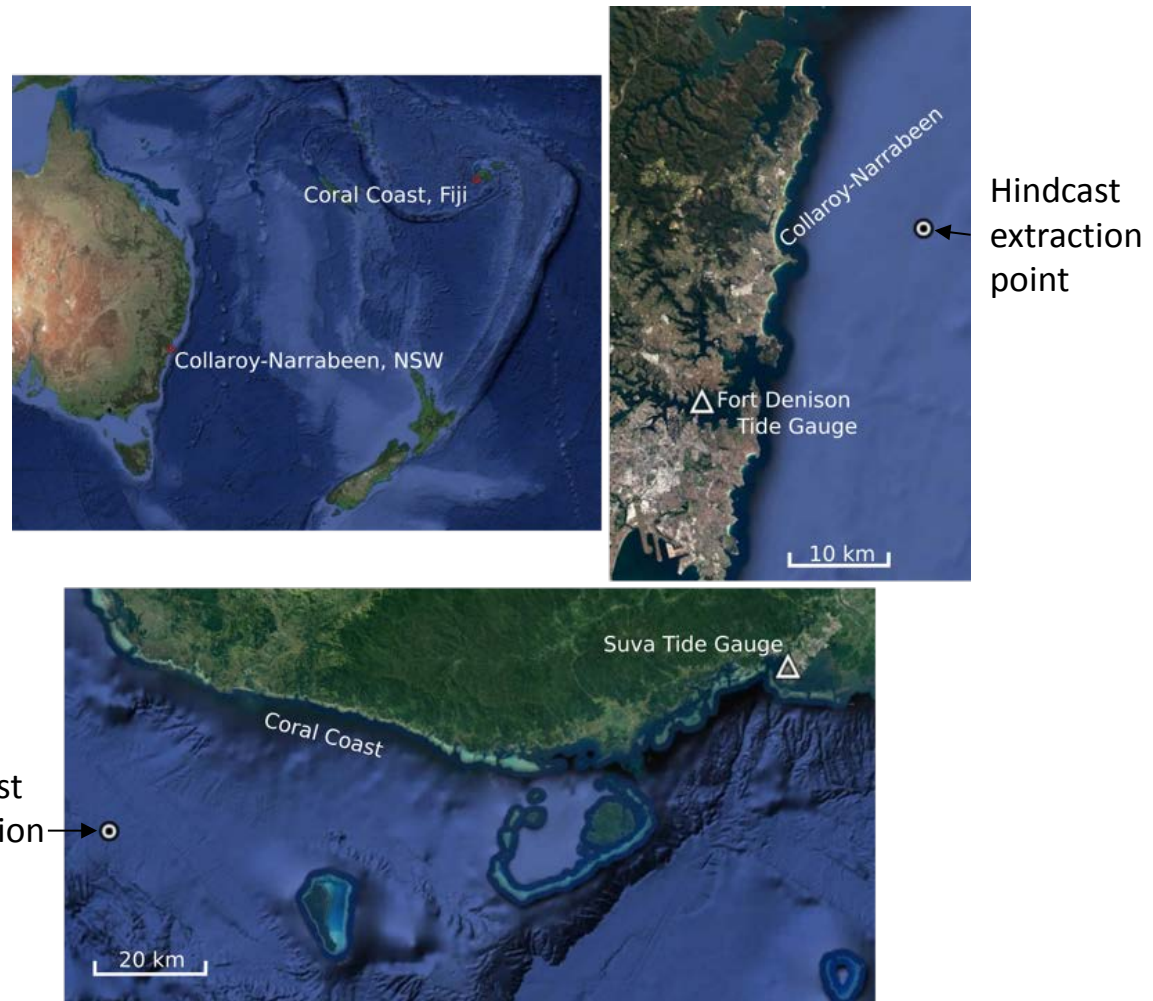 Coral Coast, Fiji
Collaroy-Narrabeen, NSW
Collaroy-Narrabeen
Hindcast
extraction
point
Fort Denison
Tide Gauge
10 km
Suva Tide Gauge
Coral Coast
20 km